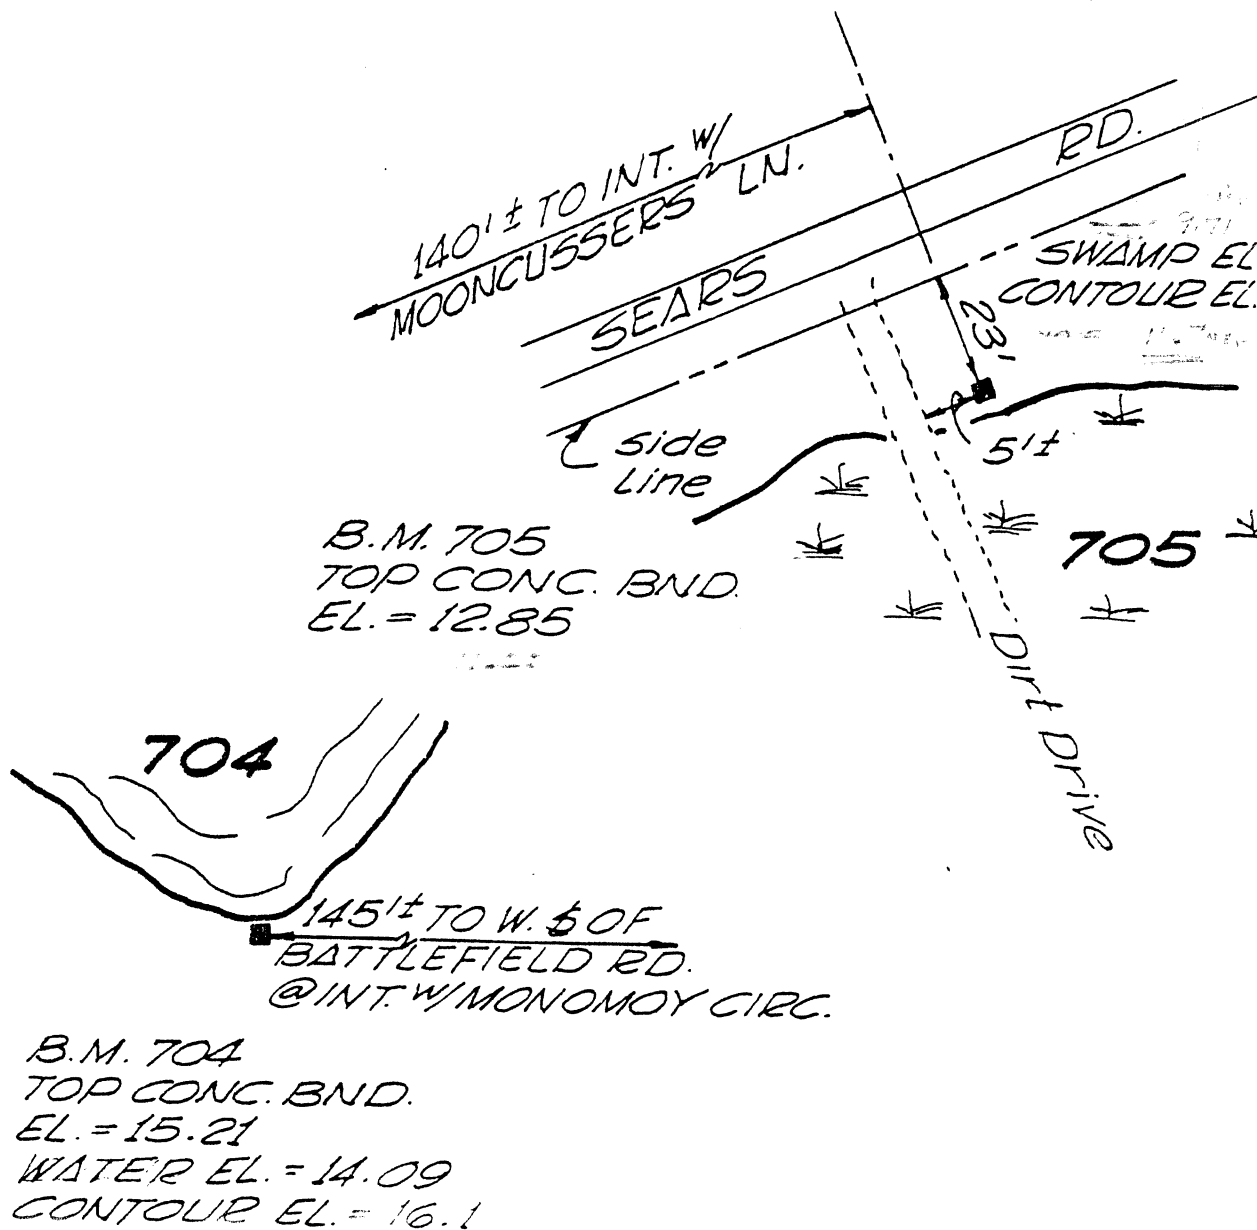 140'± TO INT. W/
MOONCUSSERS LN.
SEARS RD.
SWAMP EL
CONTOUR EL.
23'
5'±
Side
Line
705
B.M. 705
TOP CONC. BND.
EL. = 12.85
Dirt Drive
704
145'± TO W. OF
BATTLEFIELD RD.
@ INT. W/ MONOMOY CIRC.
B.M. 704
TOP CONC. BND.
EL. = 15.21
WATER EL. = 14.09
CONTOUR EL. = 16.1